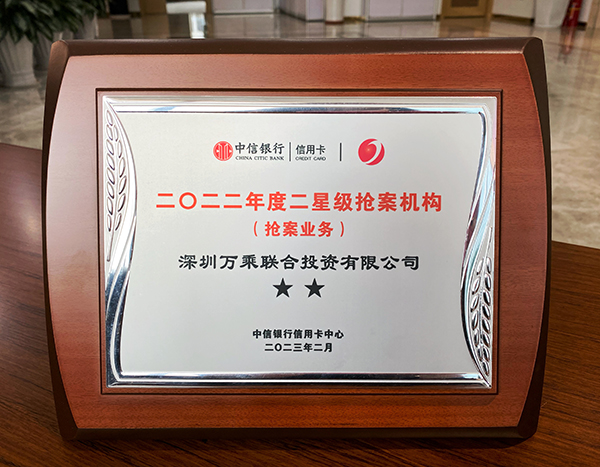 中信银行 信用卡
CHINA CITIC BANK CREDIT CARD
二〇二二年度二星级抢案机构
（抢案业务）
深圳万乘联合投资有限公司
★★
中信银行信用卡中心
二〇二三年二月